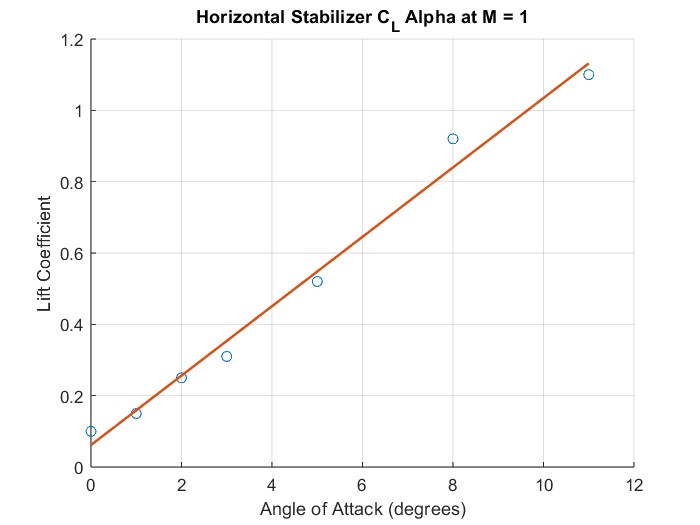 Horizontal Stabilizer C_L Alpha at M = 1
1.2
1
0.8
0.6
0.4
0.2
0
Lift Coefficient
0 2 4 6 8 10 12
Angle of Attack (degrees)